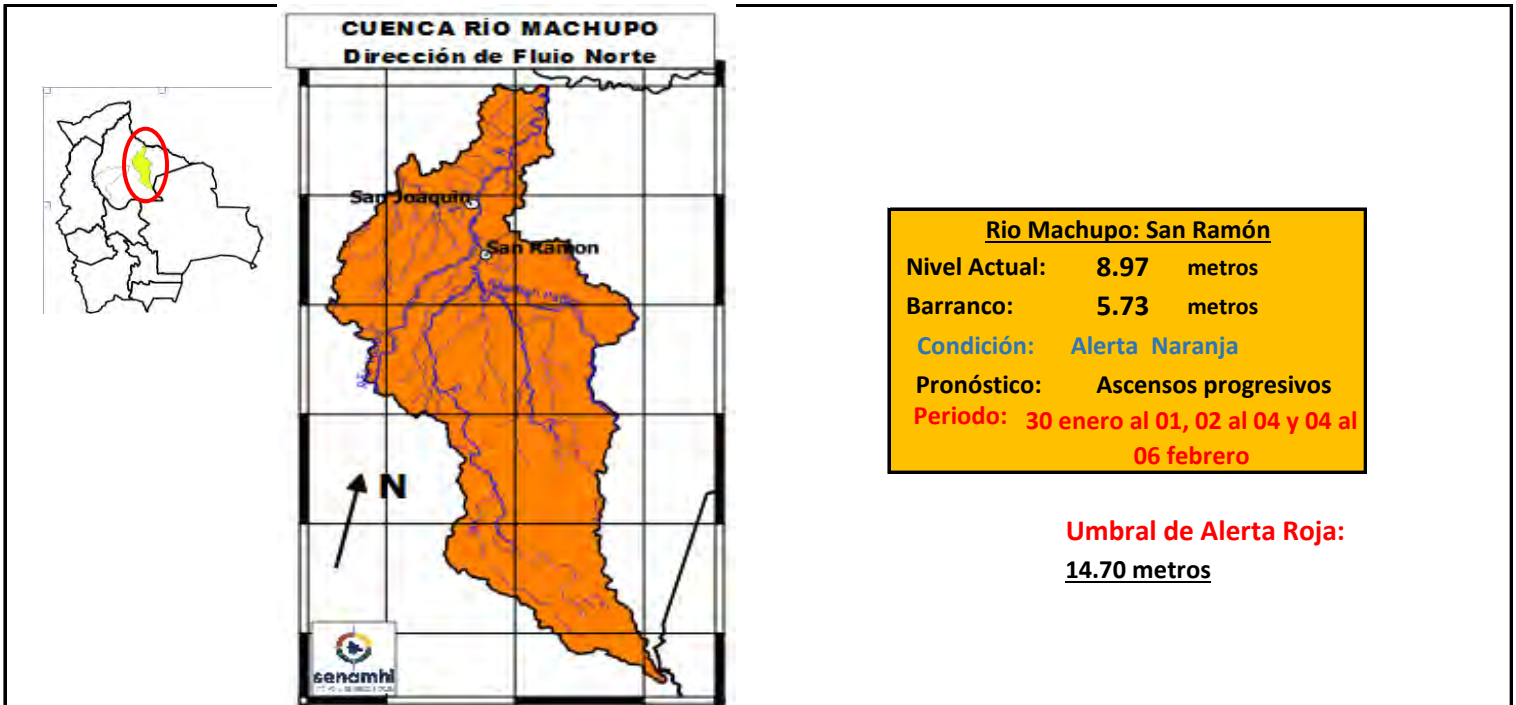 CUENCA RÍO MACHUPO
Dirección de Flujo Norte
San Joaquin
San Ramon
N
senamhi
Rio Machupo: San Ramón
Nivel Actual: 8.97 metros
Barranco: 5.73 metros
Condición: Alerta Naranja
Pronóstico: Ascensos progresivos
Periodo: 30 enero al 01, 02 al 04 y 04 al
06 febrero
Umbral de Alerta Roja:
14.70 metros